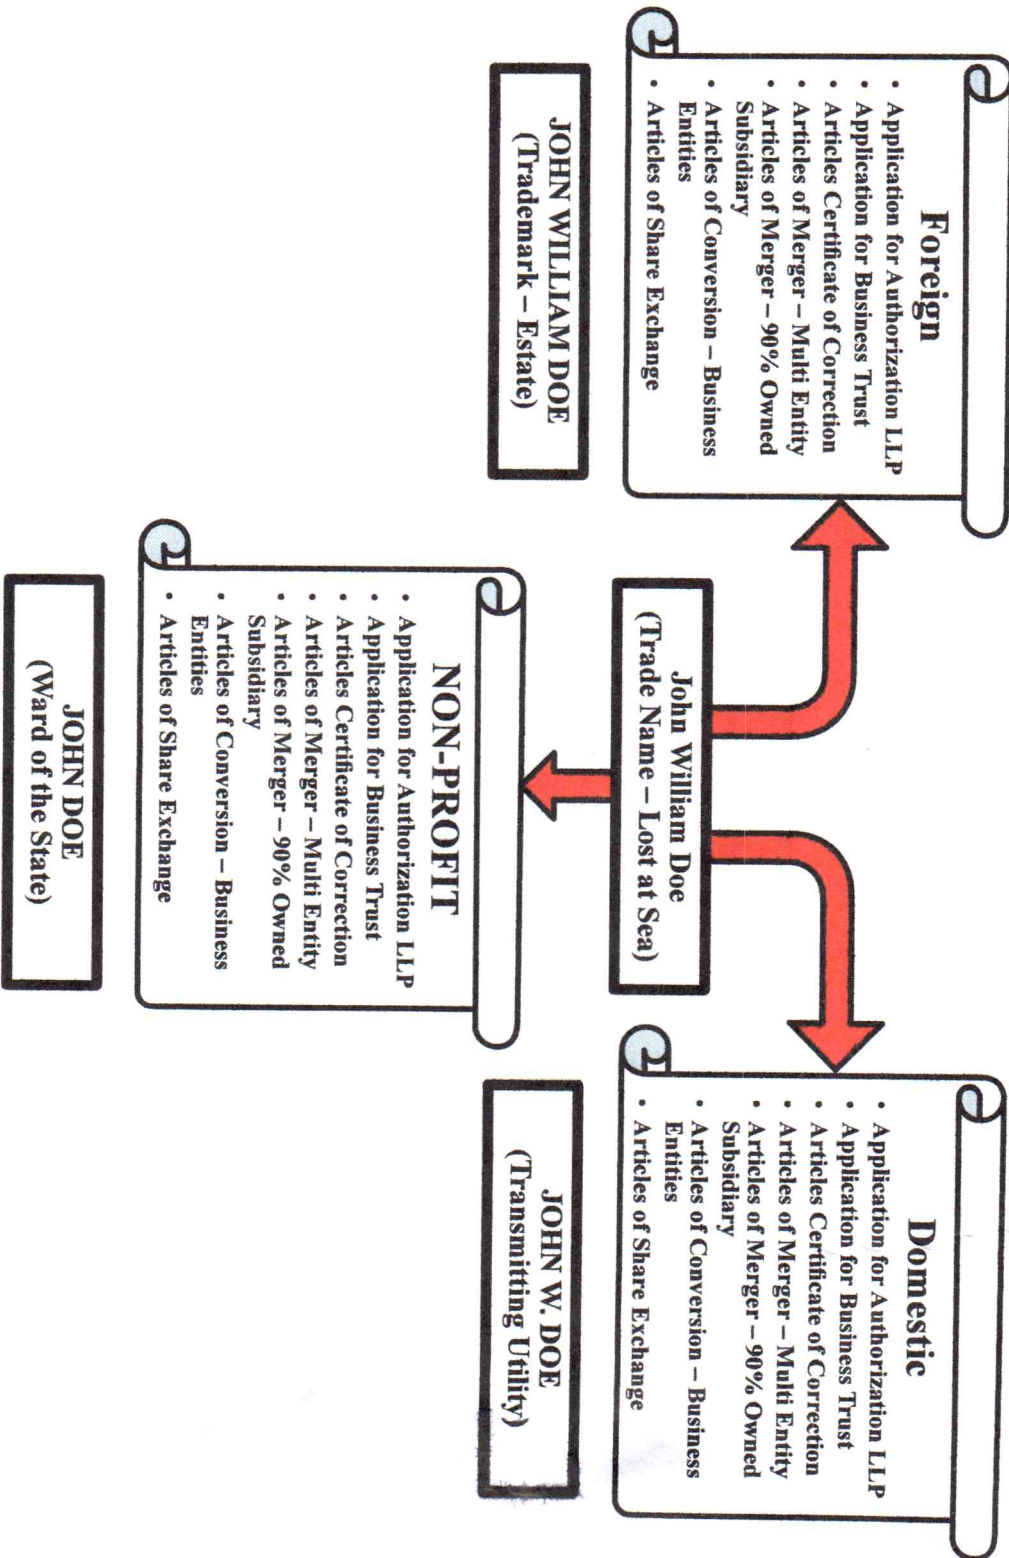 John William Doe
(Trade Name – Lost at Sea)
Foreign
• Application for Authorization LLP
• Application for Business Trust
• Articles Certificate of Correction
• Articles of Merger – Multi Entity
• Articles of Merger – 90% Owned
Subsidiary
• Articles of Conversion – Business
Entities
• Articles of Share Exchange
JOHN WILLIAM DOE
(Trademark – Estate)
NON-PROFIT
• Application for Authorization LLP
• Application for Business Trust
• Articles Certificate of Correction
• Articles of Merger – Multi Entity
• Articles of Merger – 90% Owned
Subsidiary
• Articles of Conversion – Business
Entities
• Articles of Share Exchange
JOHN DOE
(Ward of the State)
Domestic
• Application for Authorization LLP
• Application for Business Trust
• Articles Certificate of Correction
• Articles of Merger – Multi Entity
• Articles of Merger – 90% Owned
Subsidiary
• Articles of Conversion – Business
Entities
• Articles of Share Exchange
JOHN W. DOE
(Transmitting Utility)